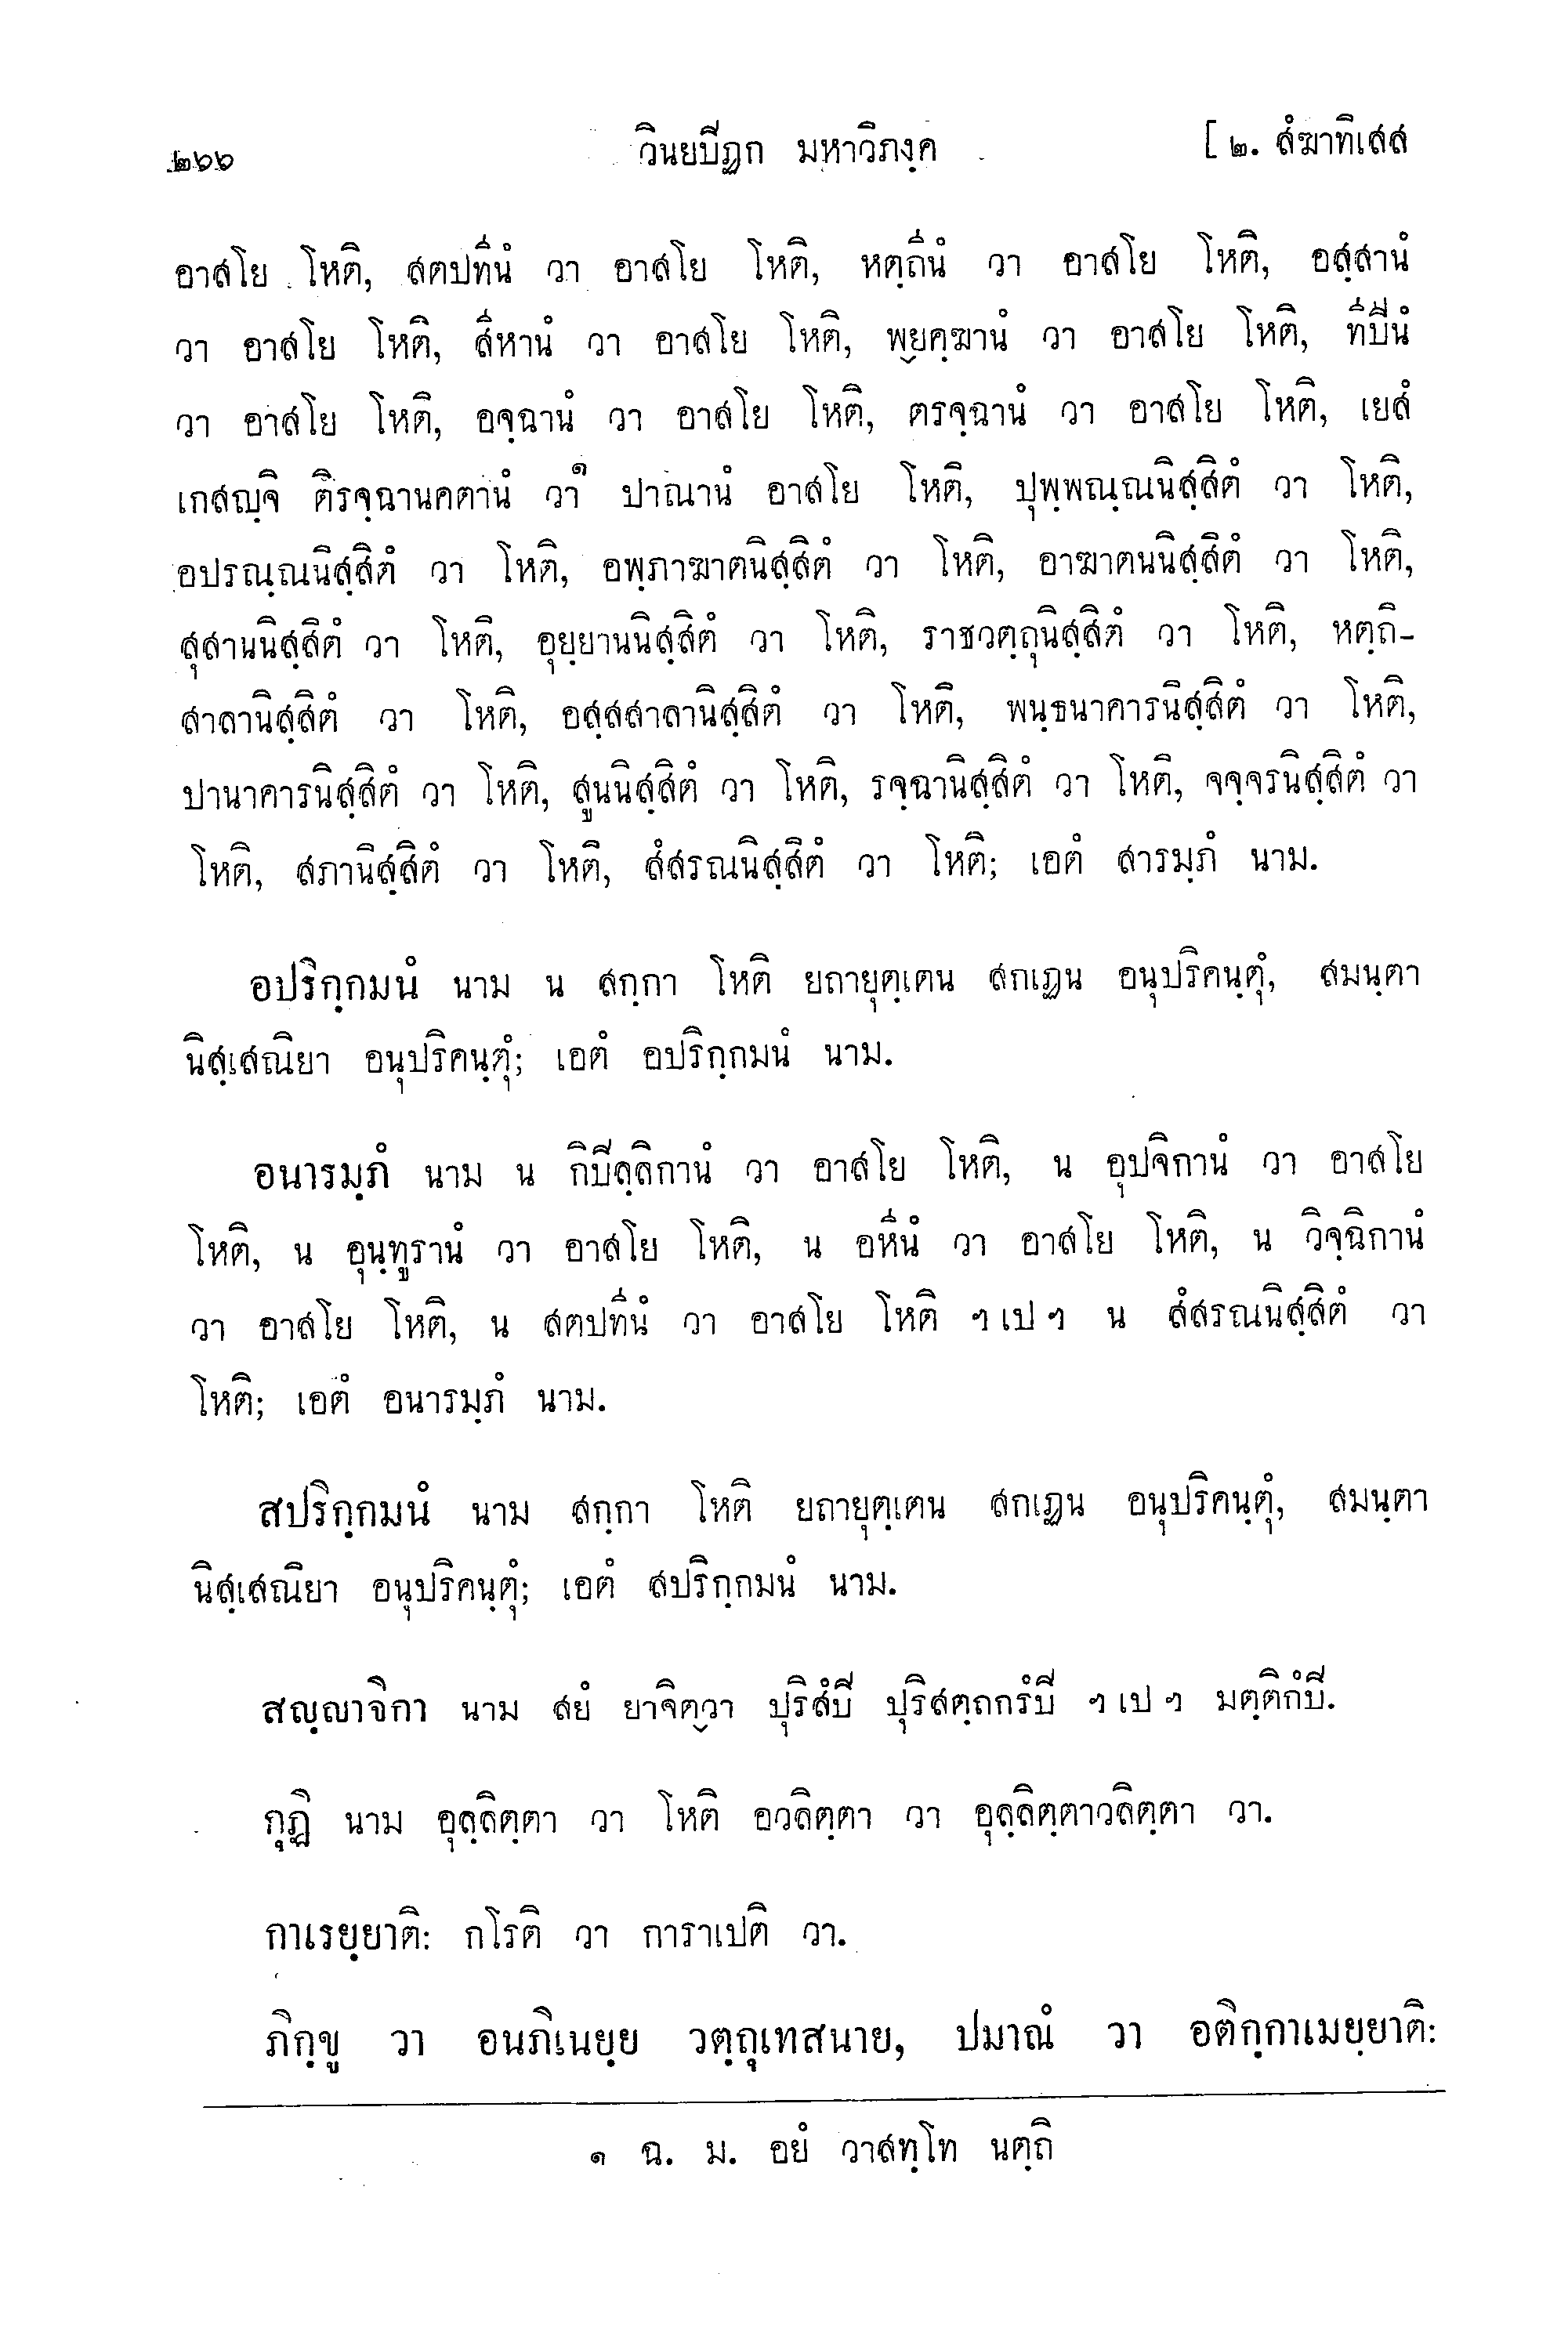 ๒๖๖ วินยปีฏก มหาวิภงฺค [ ๒. สํฆาทิเสส
อาสโย โหติ, สตปทีนํ วา อาสโย โหติ, หตฺถีนํ วา อาสโย โหติ, อสฺสานํ
วา อาสโย โหติ, สีหานํ วา อาสโย โหติ, พฺยคฺฆานํ วา อาสโย โหติ, ทีปีนํ
วา อาสโย โหติ, อจฺฉานํ วา อาสโย โหติ, ตรจฺฉานํ วา อาสโย โหติ, เยสํ
เกสญฺจิ ติรจฺฉานคตานํ วา๑ ปาณานํ อาสโย โหติ, ปุพฺพณฺณนิสฺสิตํ วา โหติ,
อปรณฺณนิสฺสิตํ วา โหติ, อพฺภาฆาตนิสฺสิตํ วา โหติ, อาฆาตนนิสฺสิตํ วา โหติ,
สุสานนิสฺสิตํ วา โหติ, อุยฺยานนิสฺสิตํ วา โหติ, ราชวตฺถุนิสฺสิตํ วา โหติ, หตฺถิ-
สาลานิสฺสิตํ วา โหติ, อสฺสสาลานิสฺสิตํ วา โหติ, พนฺธนาคารนิสฺสิตํ วา โหติ,
ปานาคารนิสฺสิตํ วา โหติ, สูนนิสฺสิตํ วา โหติ, รจฺฉานิสฺสิตํ วา โหติ, จจฺจรนิสฺสิตํ วา
โหติ, สภานิสฺสิตํ วา โหติ, สํสรณนิสฺสิตํ วา โหติ; เอตํ สารมฺภํ นาม.
อปริกฺกมนํ นาม น สกฺกา โหติ ยถายุตฺเตน สกเฏน อนุปริคนฺตุํ, สมนฺตา
นิสฺเสณิยา อนุปริคนฺตุํ; เอตํ อปริกฺกมนํ นาม.
อนารมฺภํ นาม น กิปีลฺลิกานํ วา อาสโย โหติ, น อุปจิกานํ วา อาสโย
โหติ, น อุนฺทูรานํ วา อาสโย โหติ, น อหีนํ วา อาสโย โหติ, น วิจฺฉิกานํ
วา อาสโย โหติ, น สตปทีนํ วา อาสโย โหติ ฯเปฯ น สํสรณนิสฺสิตํ วา
โหติ; เอตํ อนารมฺภํ นาม.
สปริกฺกมนํ นาม สกฺกา โหติ ยถายุตฺเตน สกเฏน อนุปริคนฺตุํ, สมนฺตา
นิสฺเสณิยา อนุปริคนฺตุํ; เอตํ สปริกฺกมนํ นาม.
สญฺญาจิกา นาม สยํ ยาจิตฺวา ปุริสํปี ปุริสตฺถกรํปี ฯเปฯ มตฺติกํปี.
กุฏี นาม อุลฺลิตฺตา วา โหติ อวลิตฺตา วา อุลฺลิตฺตาวลิตฺตา วา.
กาเรยฺยาติ: กโรติ วา การาเปติ วา.
ภิกฺขู วา อนภิเนยฺย วตฺถุเทสนาย, ปมาณํ วา อติกฺกาเมยฺยาติ:
๑ ฉ. ม. อยํ วาสทฺโท นตฺถิ